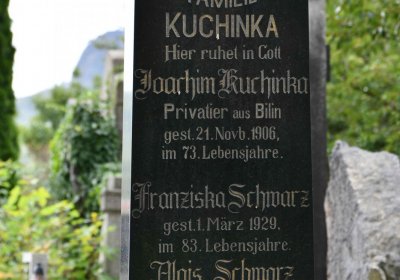 FAMILIE
KUCHINKA
Hier ruhet in Gott
Joachim Kuchinka
Privatier aus Bilin
gest. 21. Novb. 1906,
im 73. Lebensjahre.
Franziska Schwarz
gest. 1. März 1929,
im 83. Lebensjahre.
Alois Schwarz